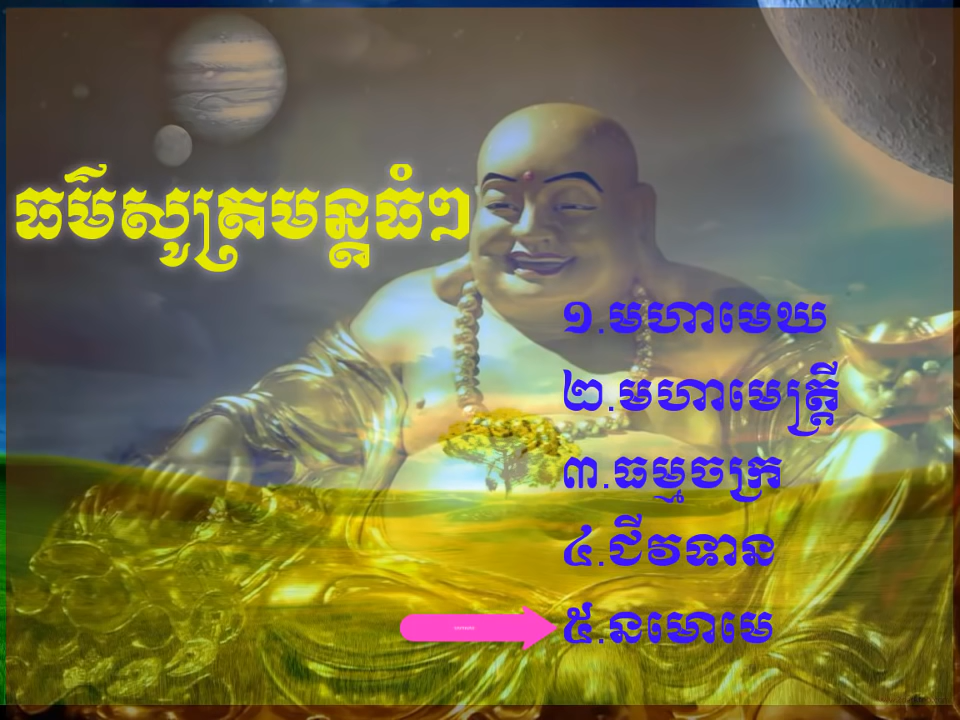 ធម៌សូត្រមន្តធំៗ
១.មហាមេឃ
២.មហាមេត្រី
៣.ធម្មចក្រ
៤.ជីវទាន
៥.នមោមេ